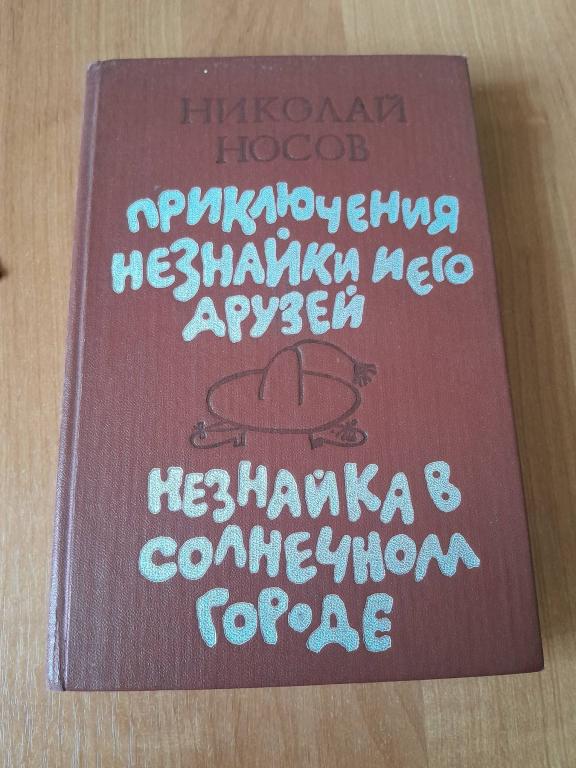 НИКОЛАЙ
НОСОВ
ПРИКЛЮЧЕНИЯ
НЕЗНАЙКИ И ЕГО
ДРУЗЕЙ
НЕЗНАЙКА В
СОЛНЕЧНОМ
ГОРОДЕ